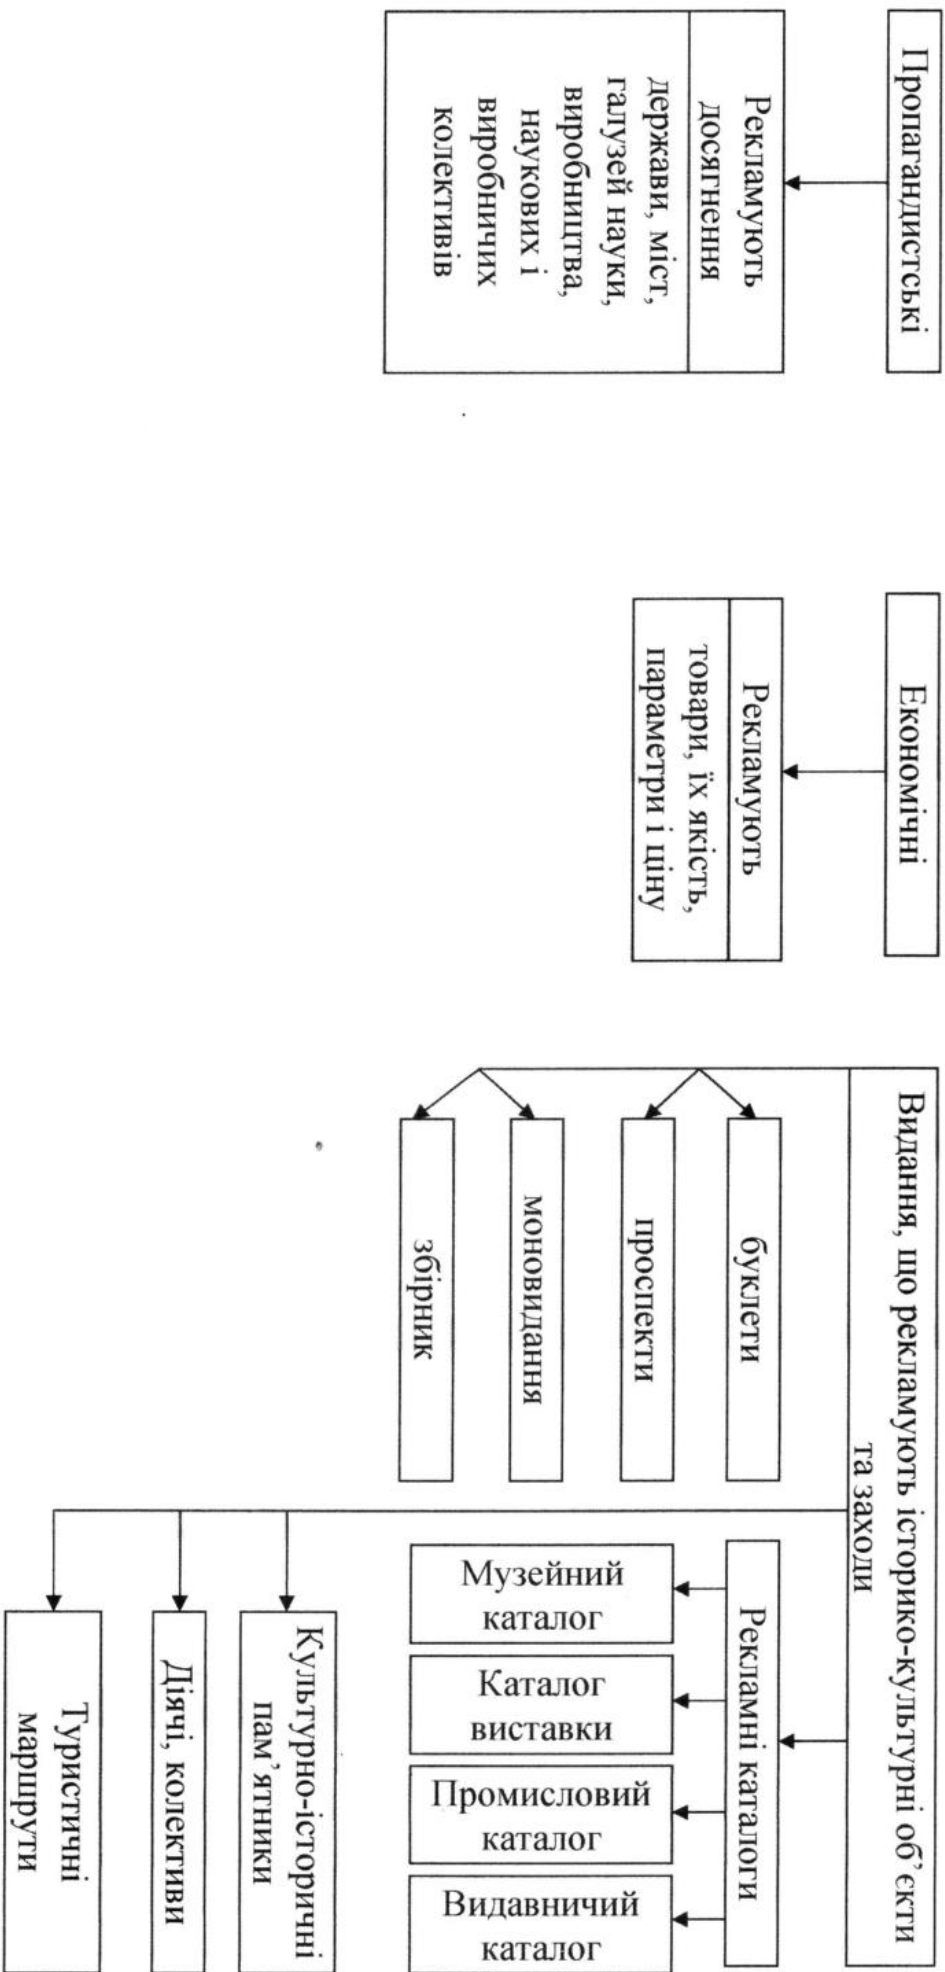 Пропагандистські
Рекламують
досягнення
держави, міст,
галузей науки,
виробництва,
наукових і
виробничих
колективів
Економічні
Рекламують
товари, їх якість,
параметри і ціну
Видання, що рекламують історико-культурні об’єкти
та заходи
буклети
проспекти
моновидання
збірник
Рекламні каталоги
Музейний
каталог
Каталог
виставки
Промисловий
каталог
Видавничий
каталог
Культурно-історичні
пам’ятники
Діячі, колективи
Туристичні
маршрути